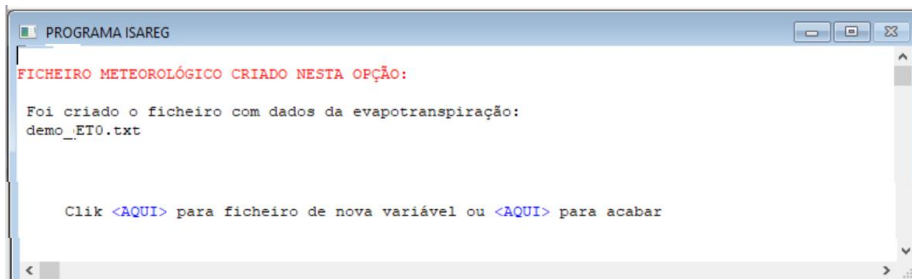 PROGRAMA ISAREG
FICHEIRO METEOROLÓGICO CRIADO NESTA OPÇÃO:
Foi criado o ficheiro com dados da evapotranspiração:
demo_ET0.txt
Clik <AQUI> para ficheiro de nova variável ou <AQUI> para acabar